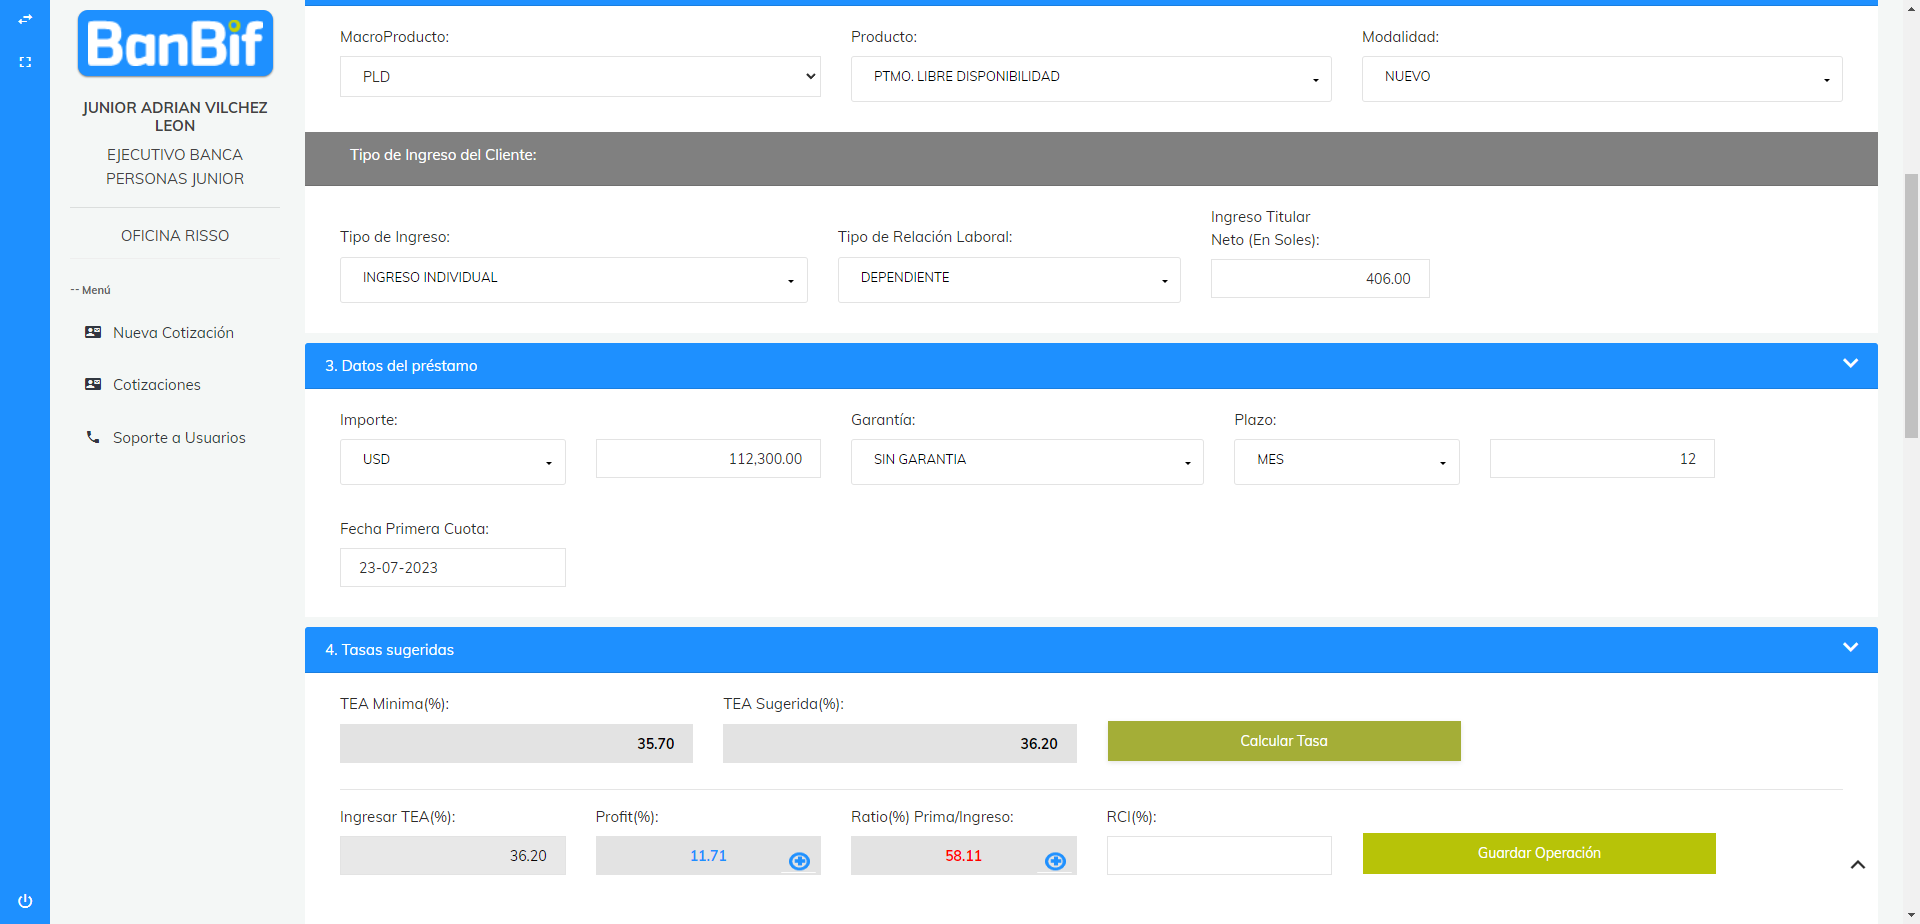 BanBif
JUNIOR ADRIAN VILCHEZ
LEON
EJECUTIVO BANCA
PERSONAS JUNIOR
OFICINA RISSO
-- Menú
Nueva Cotización
Cotizaciones
Soporte a Usuarios
MacroProducto:
Producto:
Modalidad:
PLD
PTMO. LIBRE DISPONIBILIDAD
NUEVO
Tipo de Ingreso del Cliente:
Tipo de Ingreso:
Tipo de Relación Laboral:
Ingreso Titular
Neto (En Soles):
INGRESO INDIVIDUAL
DEPENDIENTE
406.00
3. Datos del préstamo
Importe:
Garantía:
Plazo:
USD
112,300.00
SIN GARANTIA
MES
12
Fecha Primera Cuota:
23-07-2023
4. Tasas sugeridas
TEA Minima(%):
TEA Sugerida(%):
35.70
36.20
Calcular Tasa
Ingresar TEA(%):
Profit(%):
Ratio(%) Prima/Ingreso:
RCI(%):
36.20
11.71
58.11
Guardar Operación